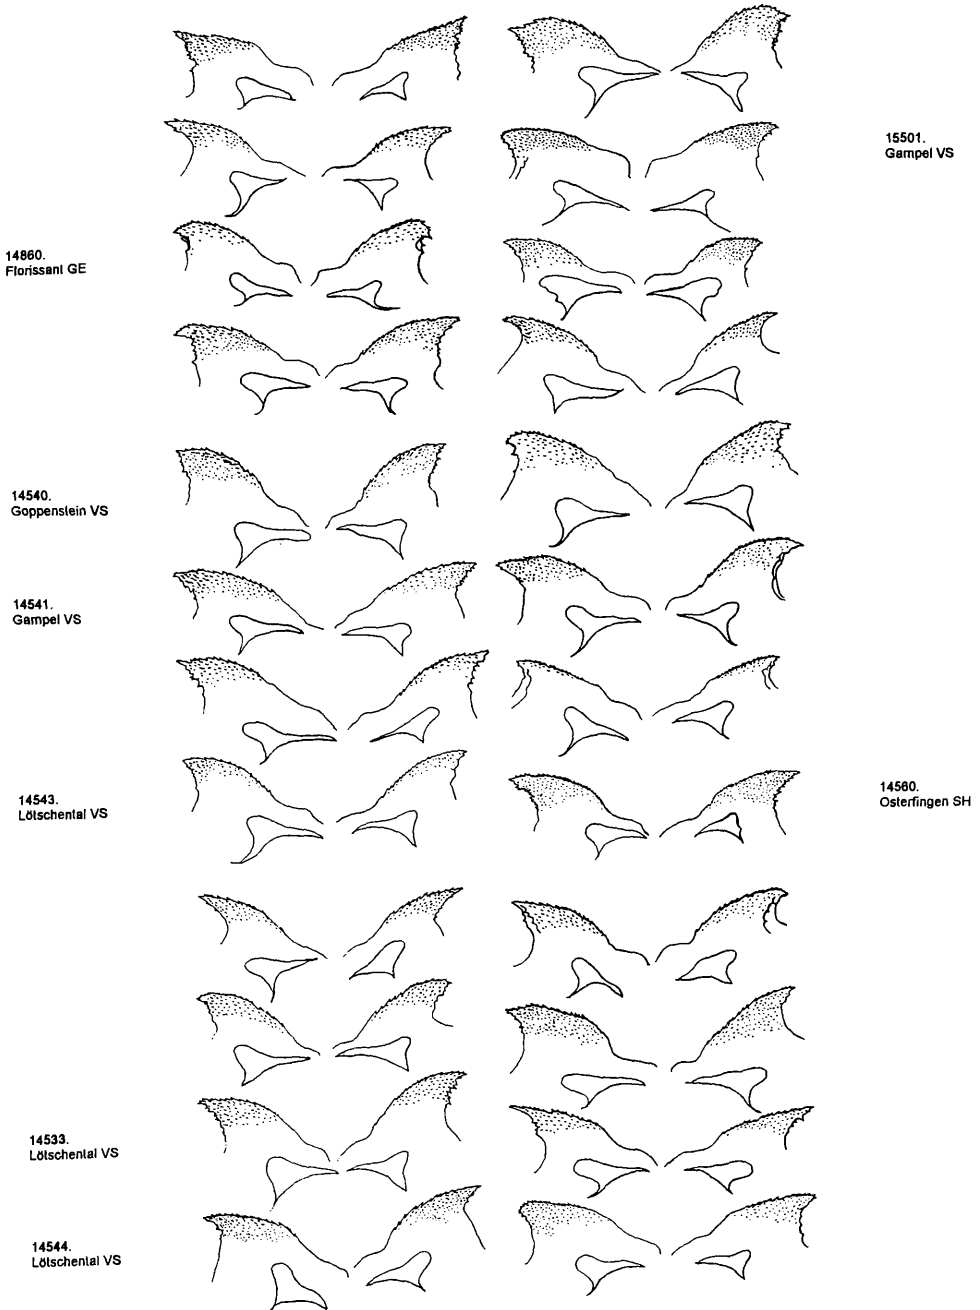 15501.
Gampel VS
14860.
Florissant GE
14540.
Goppenstein VS
14541.
Gampel VS
14543.
Lötschental VS
14560.
Osterfingen SH
14533.
Lötschental VS
14544.
Lötschental VS